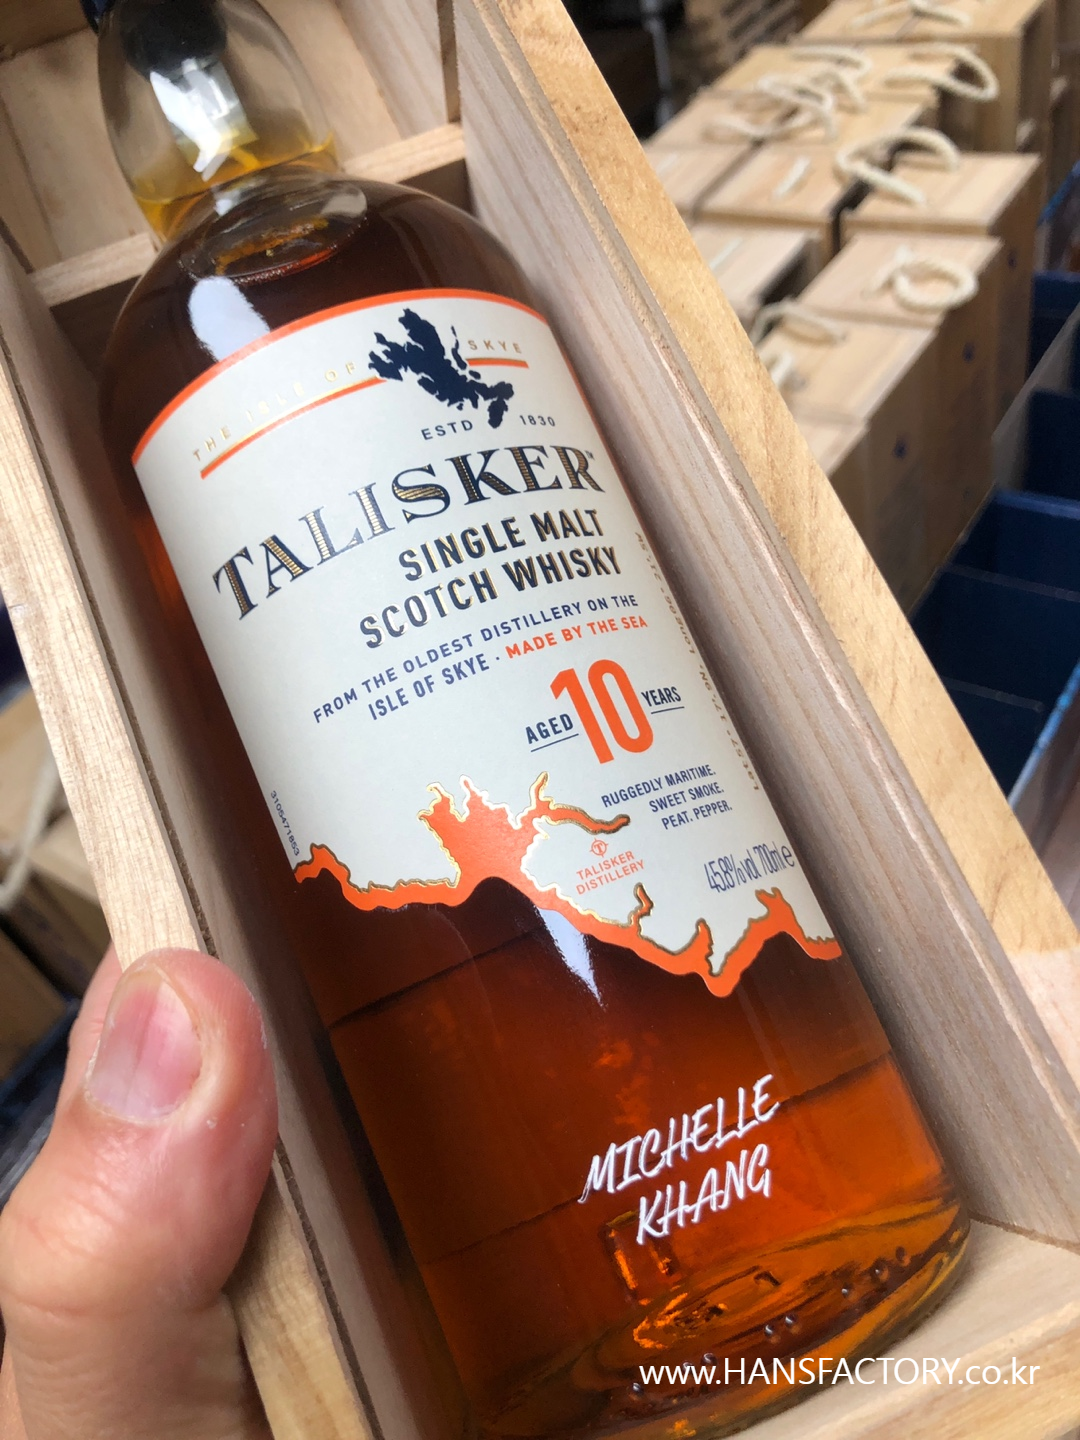 THE ISLE OF SKYE
ESTD 1830
TALISKER™
SINGLE MALT
SCOTCH WHISKY
FROM THE OLDEST DISTILLERY ON THE
ISLE OF SKYE · MADE BY THE SEA
AGED 10 YEARS
RUGGEDLY MARITIME.
SWEET SMOKE.
PEAT. PEPPER.
TALISKER
DISTILLERY
45.8% vol 700ml e
3105471853
MICHELLE
KHANG
www.HANSFACTORY.co.kr